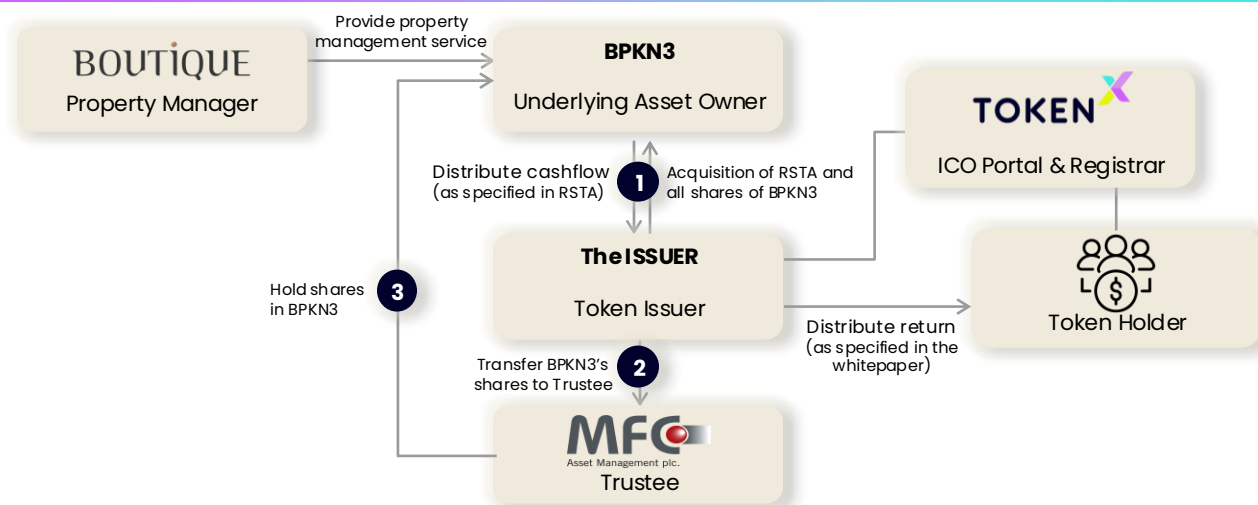 Provide property
management service
BOUTIQUE
Property Manager
BPKN3
Underlying Asset Owner
TOKEN X
ICO Portal & Registrar
Distribute cashflow
(as specified in RSTA)
1
Acquisition of RSTA and
all shares of BPKN3
The ISSUER
Token Issuer
Hold shares
in BPKN3
3
$
Token Holder
Distribute return
(as specified in the
whitepaper)
Transfer BPKN3's
shares to Trustee
2
MFC
Asset Management plc.
Trustee